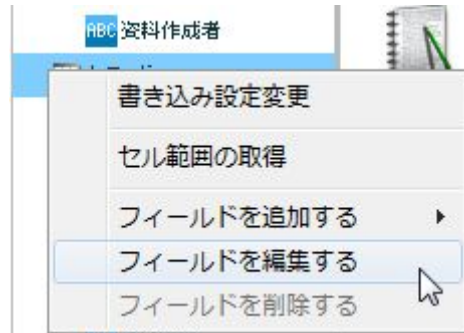 ABC 資料作成者
書き込み設定変更
セル範囲の取得
フィールドを追加する
フィールドを編集する
フィールドを削除する